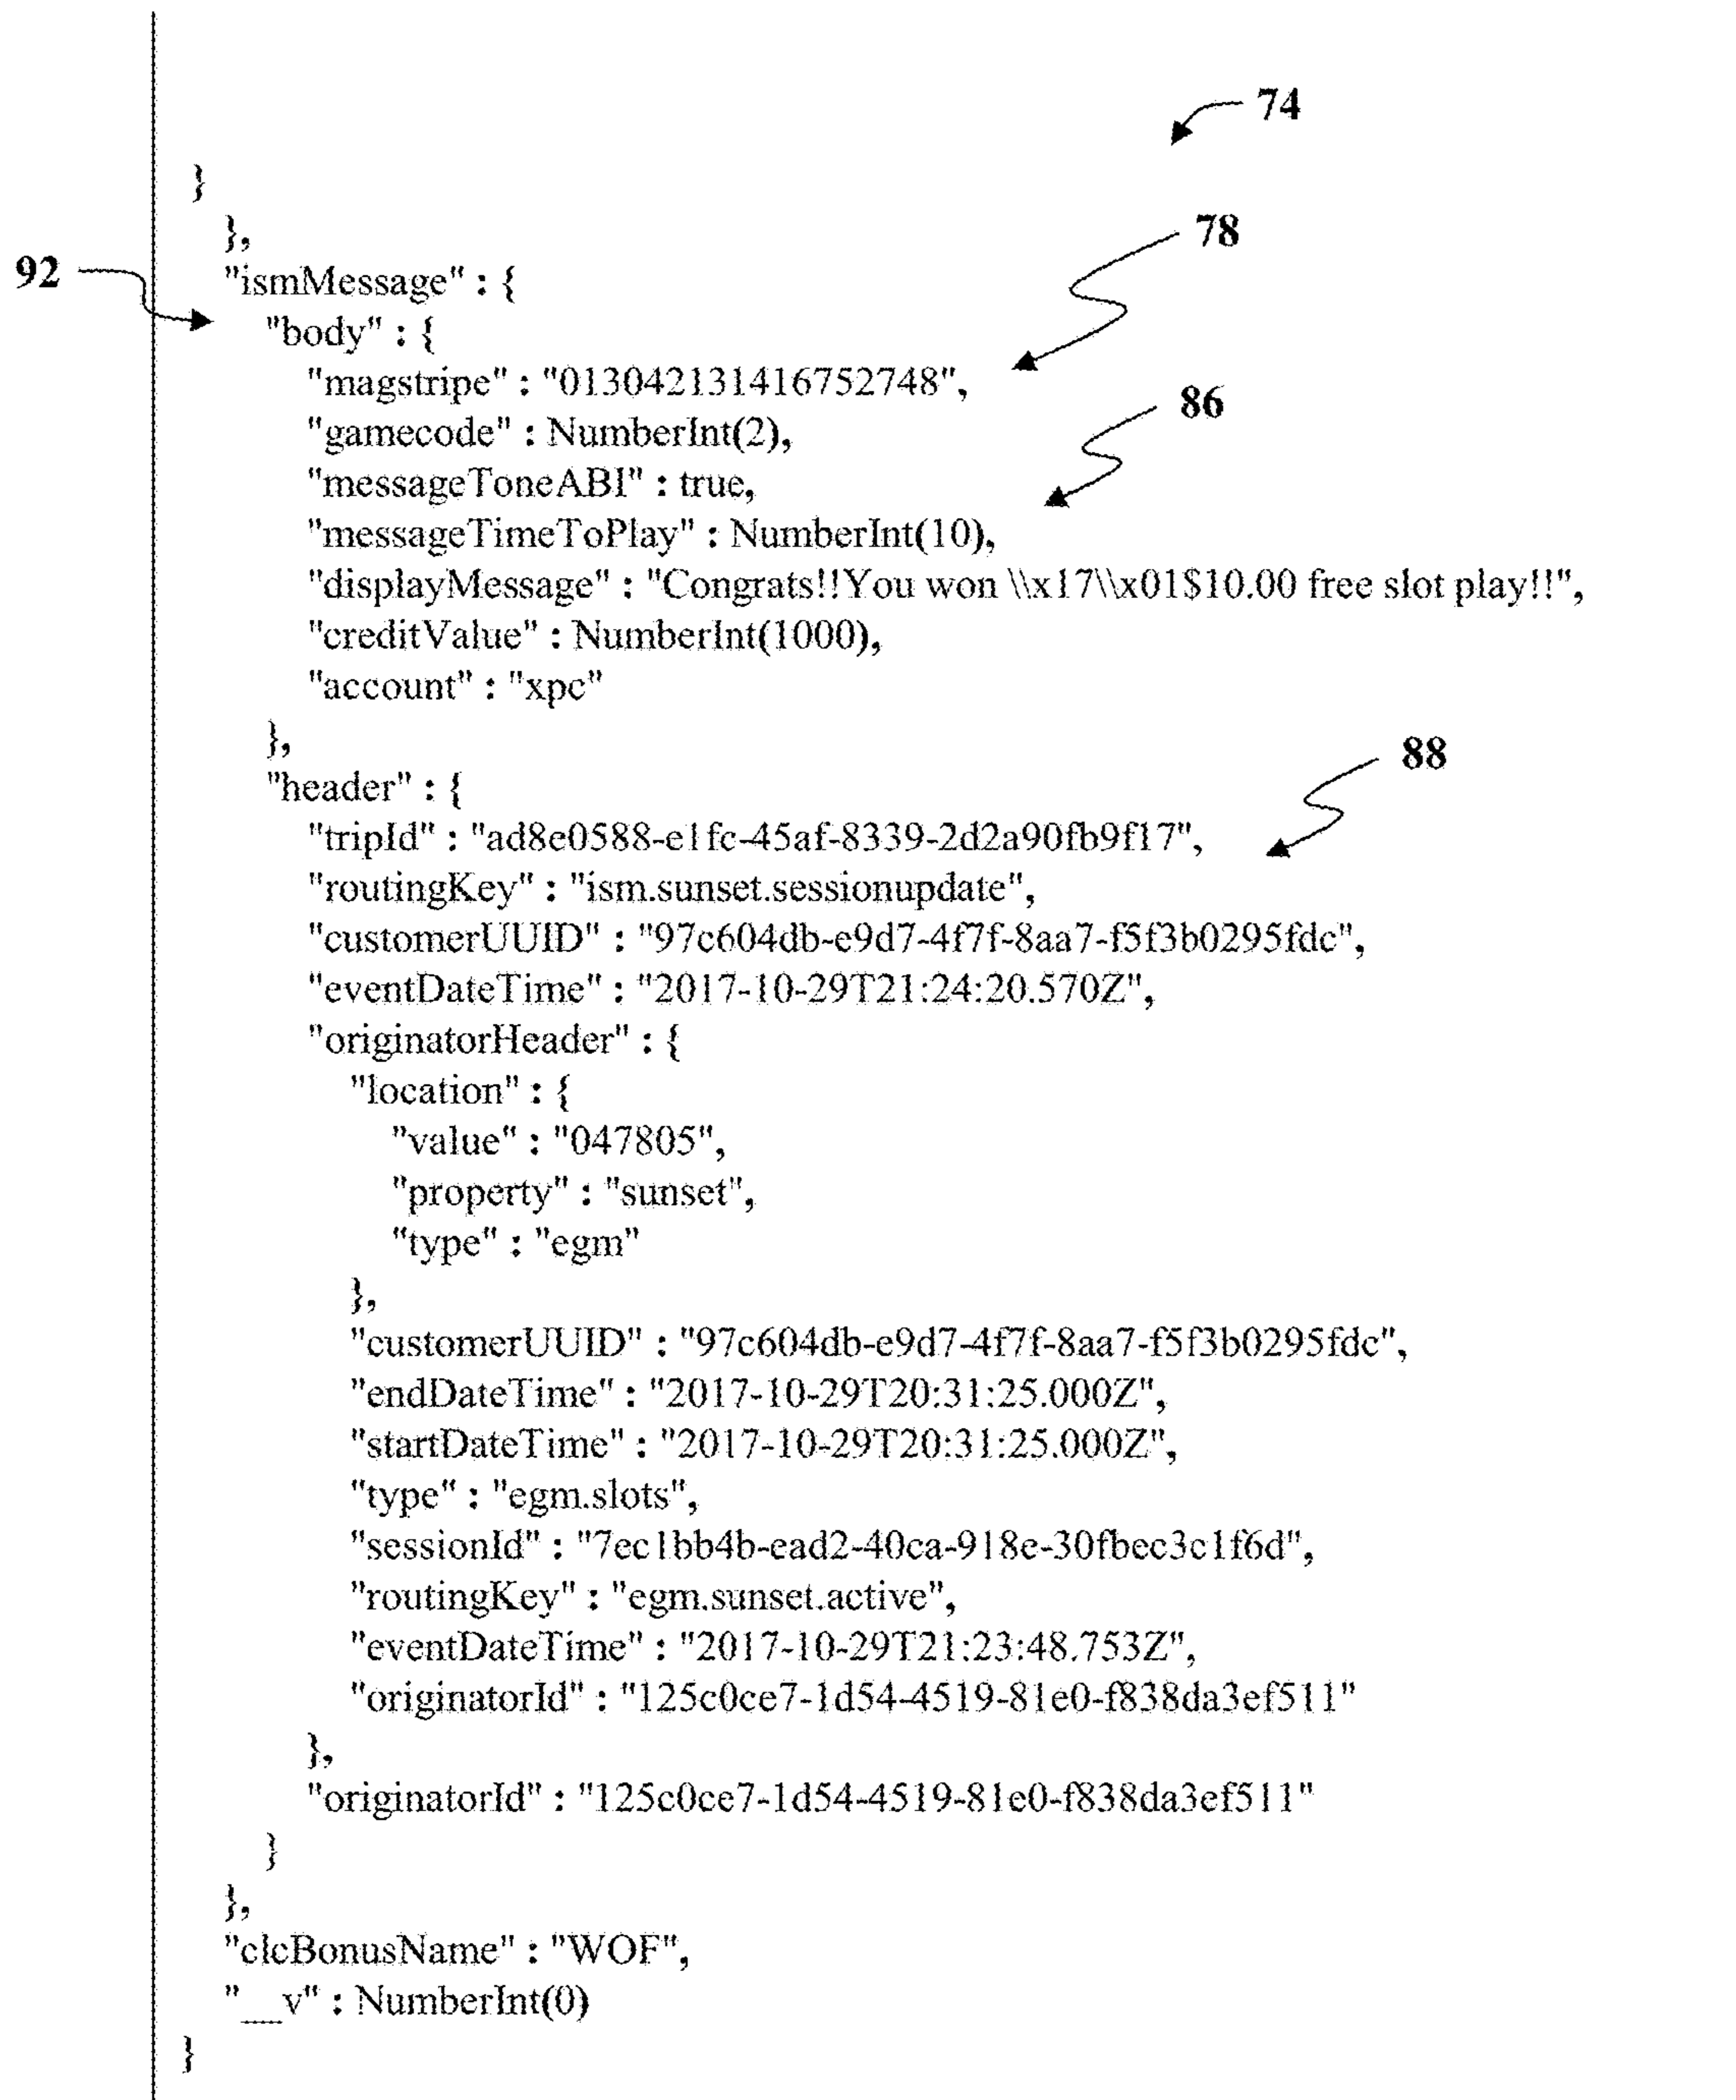 74
}
},
78
92
"ismMessage" : {
"body" : {
"magstripe" : "013042131416752748",
86
"gamecode" : NumberInt(2),
"messageToneABI" : true,
"messageTimeToPlay" : NumberInt(10),
"displayMessage" : "Congrats!!You won \\x17\\x01$10.00 free slot play!!",
"creditValue" : NumberInt(1000),
"account" : "xpc"
},
88
"header" : {
"tripId" : "ad8e0588-e1fc-45af-8339-2d2a90fb9f17",
"routingKey" : "ism.sunset.sessionupdate",
"customerUUID" : "97c604db-e9d7-4f7f-8aa7-f5f3b0295fdc",
"eventDateTime" : "2017-10-29T21:24:20.570Z",
"originatorHeader" : {
"location" : {
"value" : "047805",
"property" : "sunset",
"type" : "egm"
},
"customerUUID" : "97c604db-e9d7-4f7f-8aa7-f5f3b0295fdc",
"endDateTime" : "2017-10-29T20:31:25.000Z",
"startDateTime" : "2017-10-29T20:31:25.000Z",
"type" : "egm.slots",
"sessionId" : "7ec1bb4b-ead2-40ca-918e-30fbec3c1f6d",
"routingKey" : "egm.sunset.active",
"eventDateTime" : "2017-10-29T21:23:48.753Z",
"originatorId" : "125c0ce7-1d54-4519-81e0-f838da3ef511"
},
"originatorId" : "125c0ce7-1d54-4519-81e0-f838da3ef511"
}
},
"clcBonusName" : "WOF",
"__v" : NumberInt(0)
}